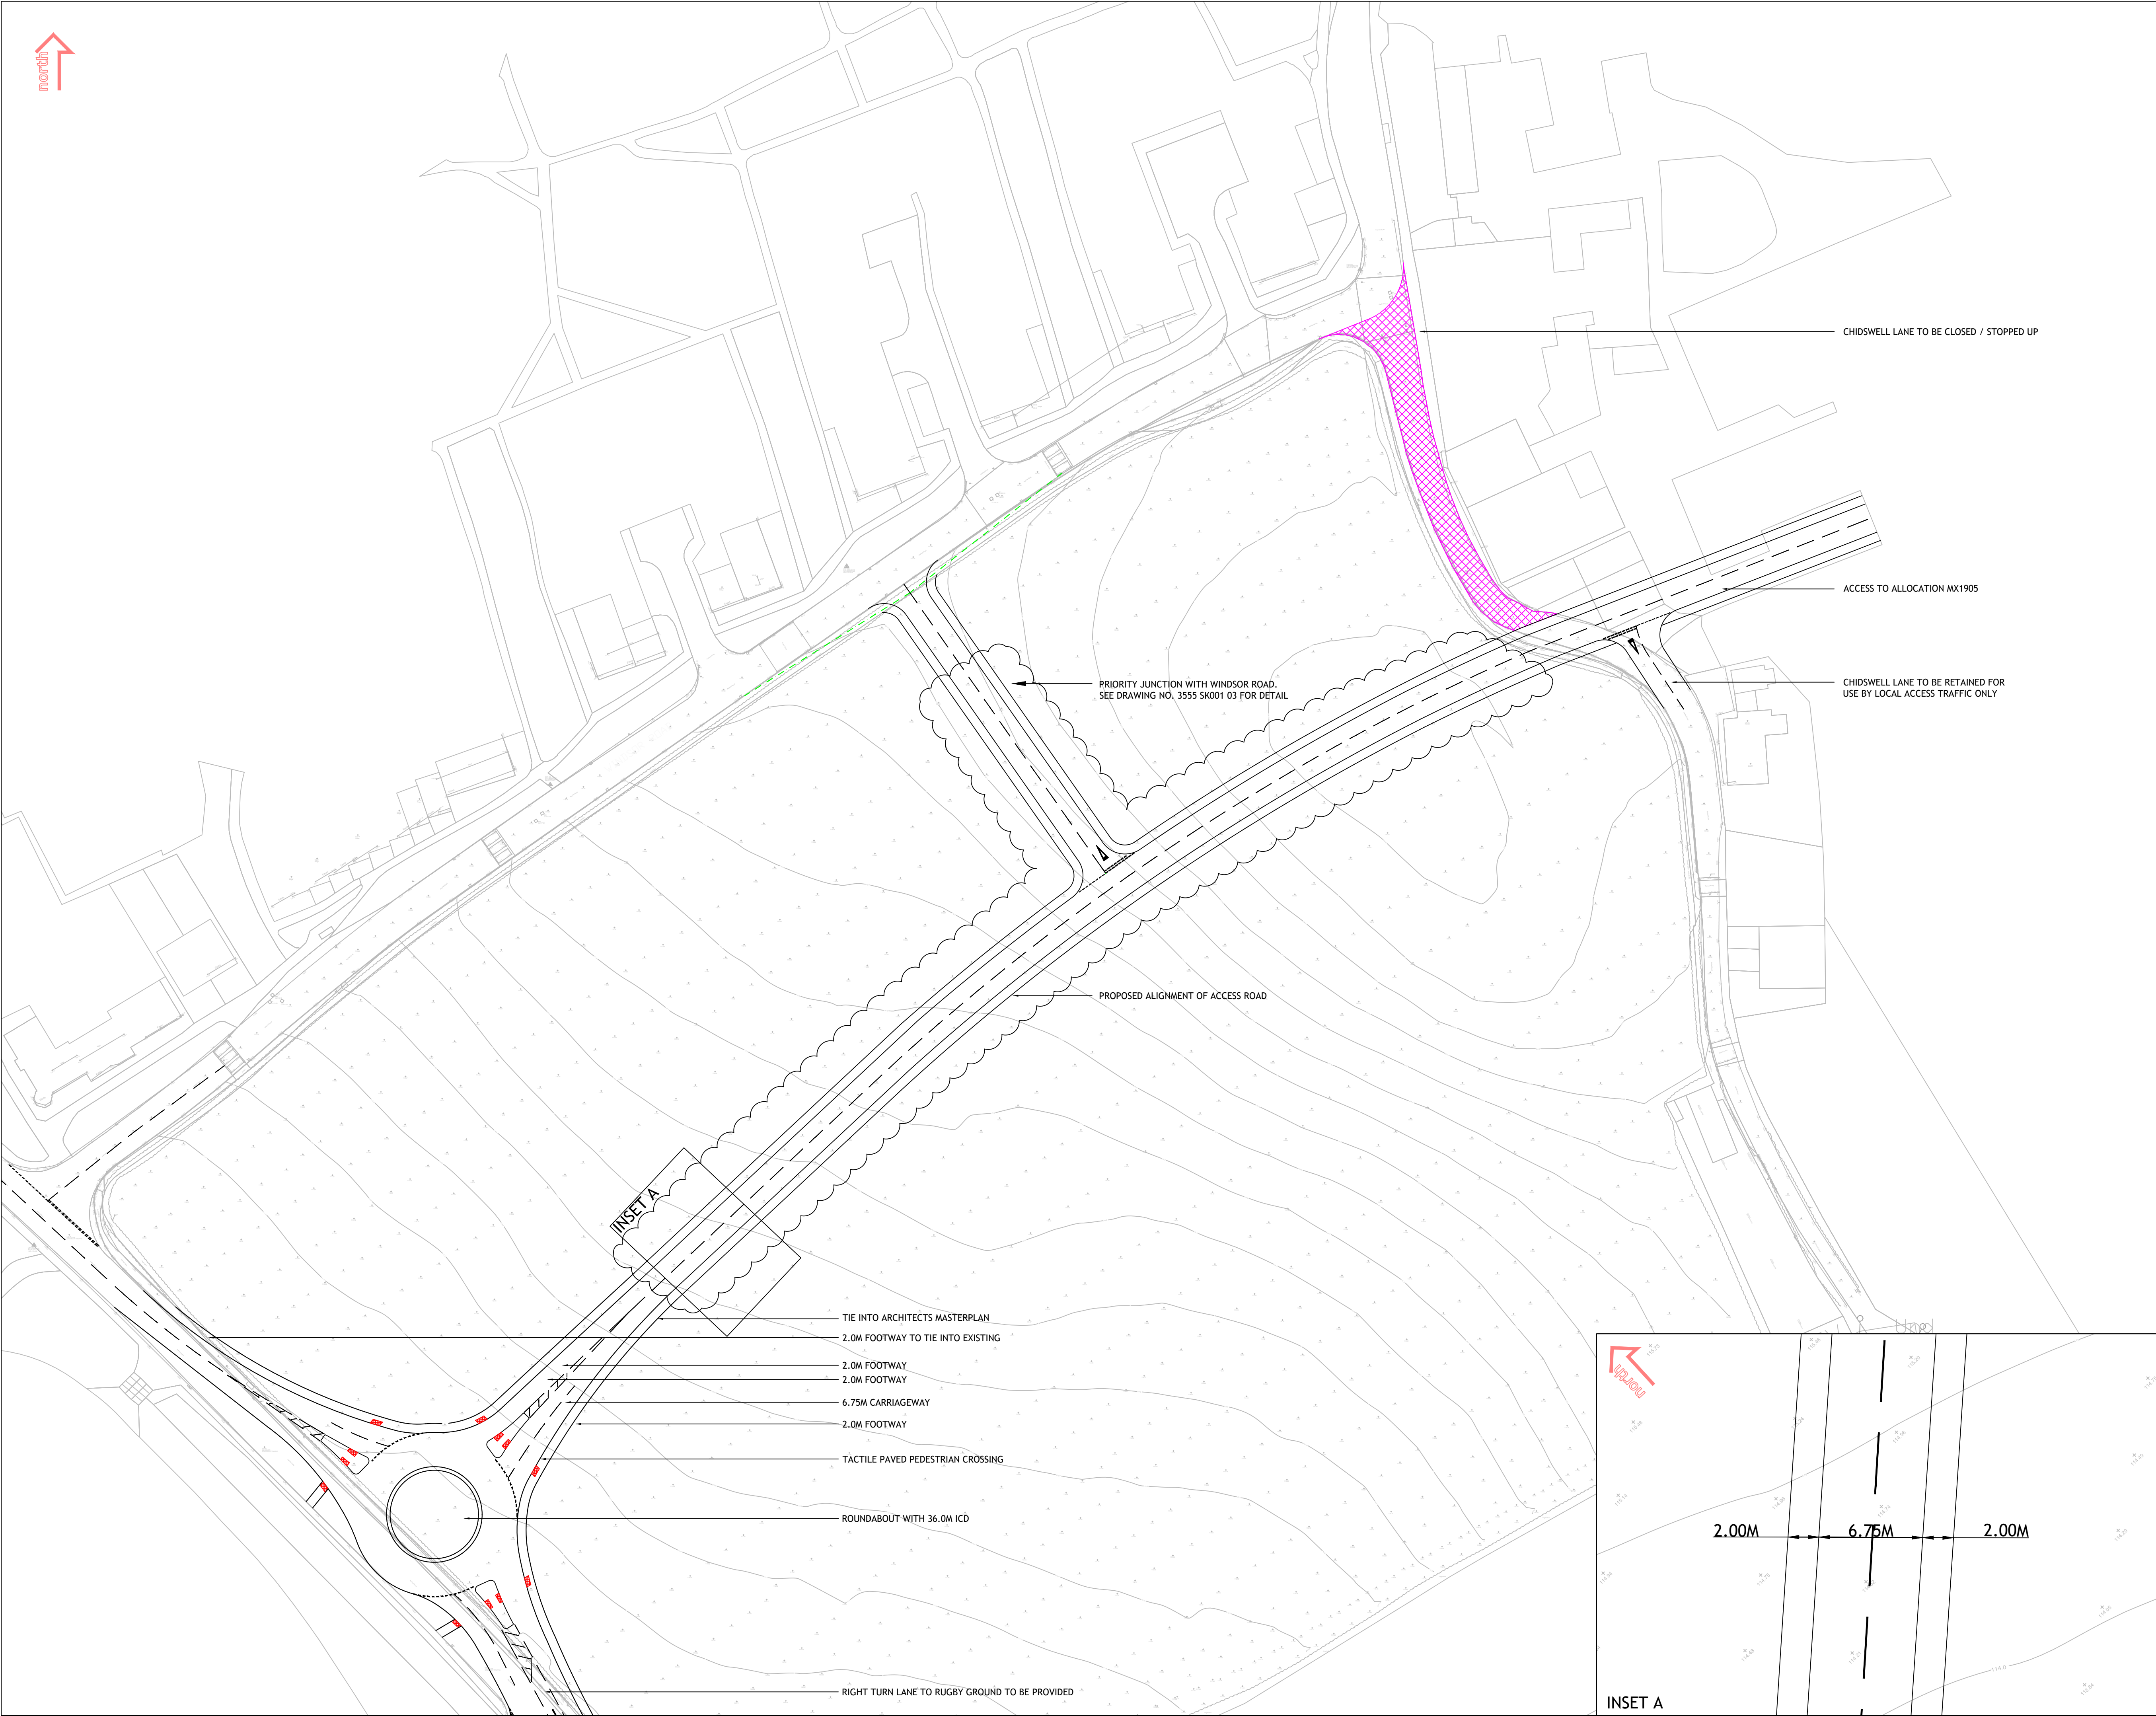 north
CHIDSWELL LANE TO BE CLOSED / STOPPED UP
ACCESS TO ALLOCATION MX1905
PRIORITY JUNCTION WITH WINDSOR ROAD.
SEE DRAWING NO. 3555 SK001 03 FOR DETAIL
CHIDSWELL LANE TO BE RETAINED FOR
USE BY LOCAL ACCESS TRAFFIC ONLY
PROPOSED ALIGNMENT OF ACCESS ROAD
INSET A
TIE INTO ARCHITECTS MASTERPLAN
2.0M FOOTWAY TO TIE INTO EXISTING
2.0M FOOTWAY
2.0M FOOTWAY
6.75M CARRIAGEWAY
2.0M FOOTWAY
TACTILE PAVED PEDESTRIAN CROSSING
ROUNDABOUT WITH 36.0M ICD
RIGHT TURN LANE TO RUGBY GROUND TO BE PROVIDED
north
2.00M
6.75M
2.00M
INSET A